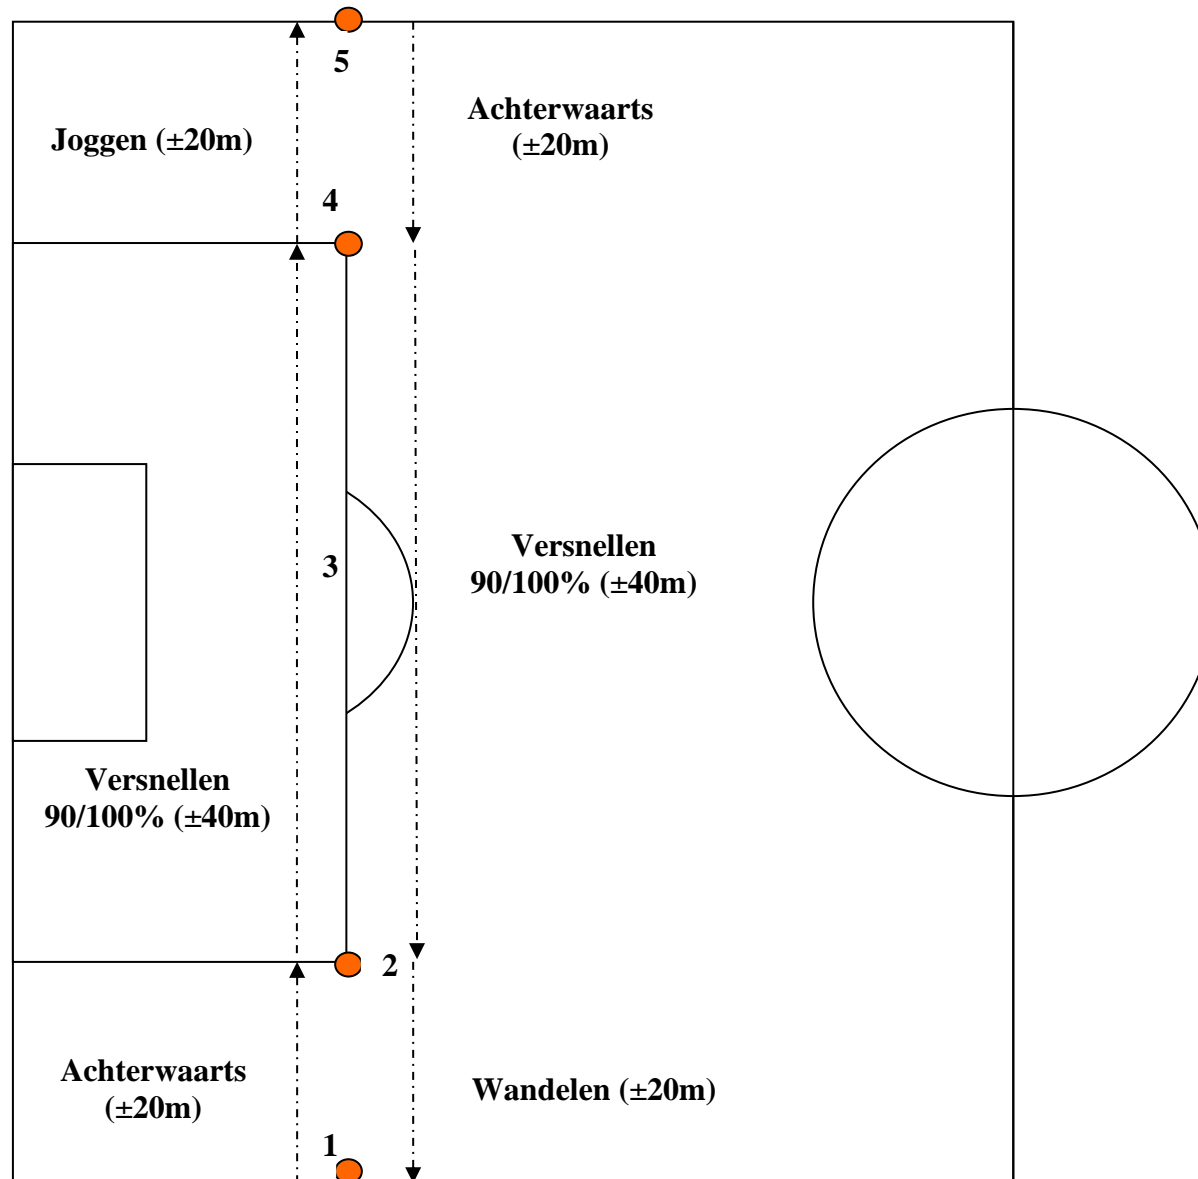 5
Achterwaarts
(±20m)
Joggen (±20m)
4
3
Versnellen
90/100% (±40m)
Versnellen
90/100% (±40m)
2
Achterwaarts
(±20m)
Wandelen (±20m)
1